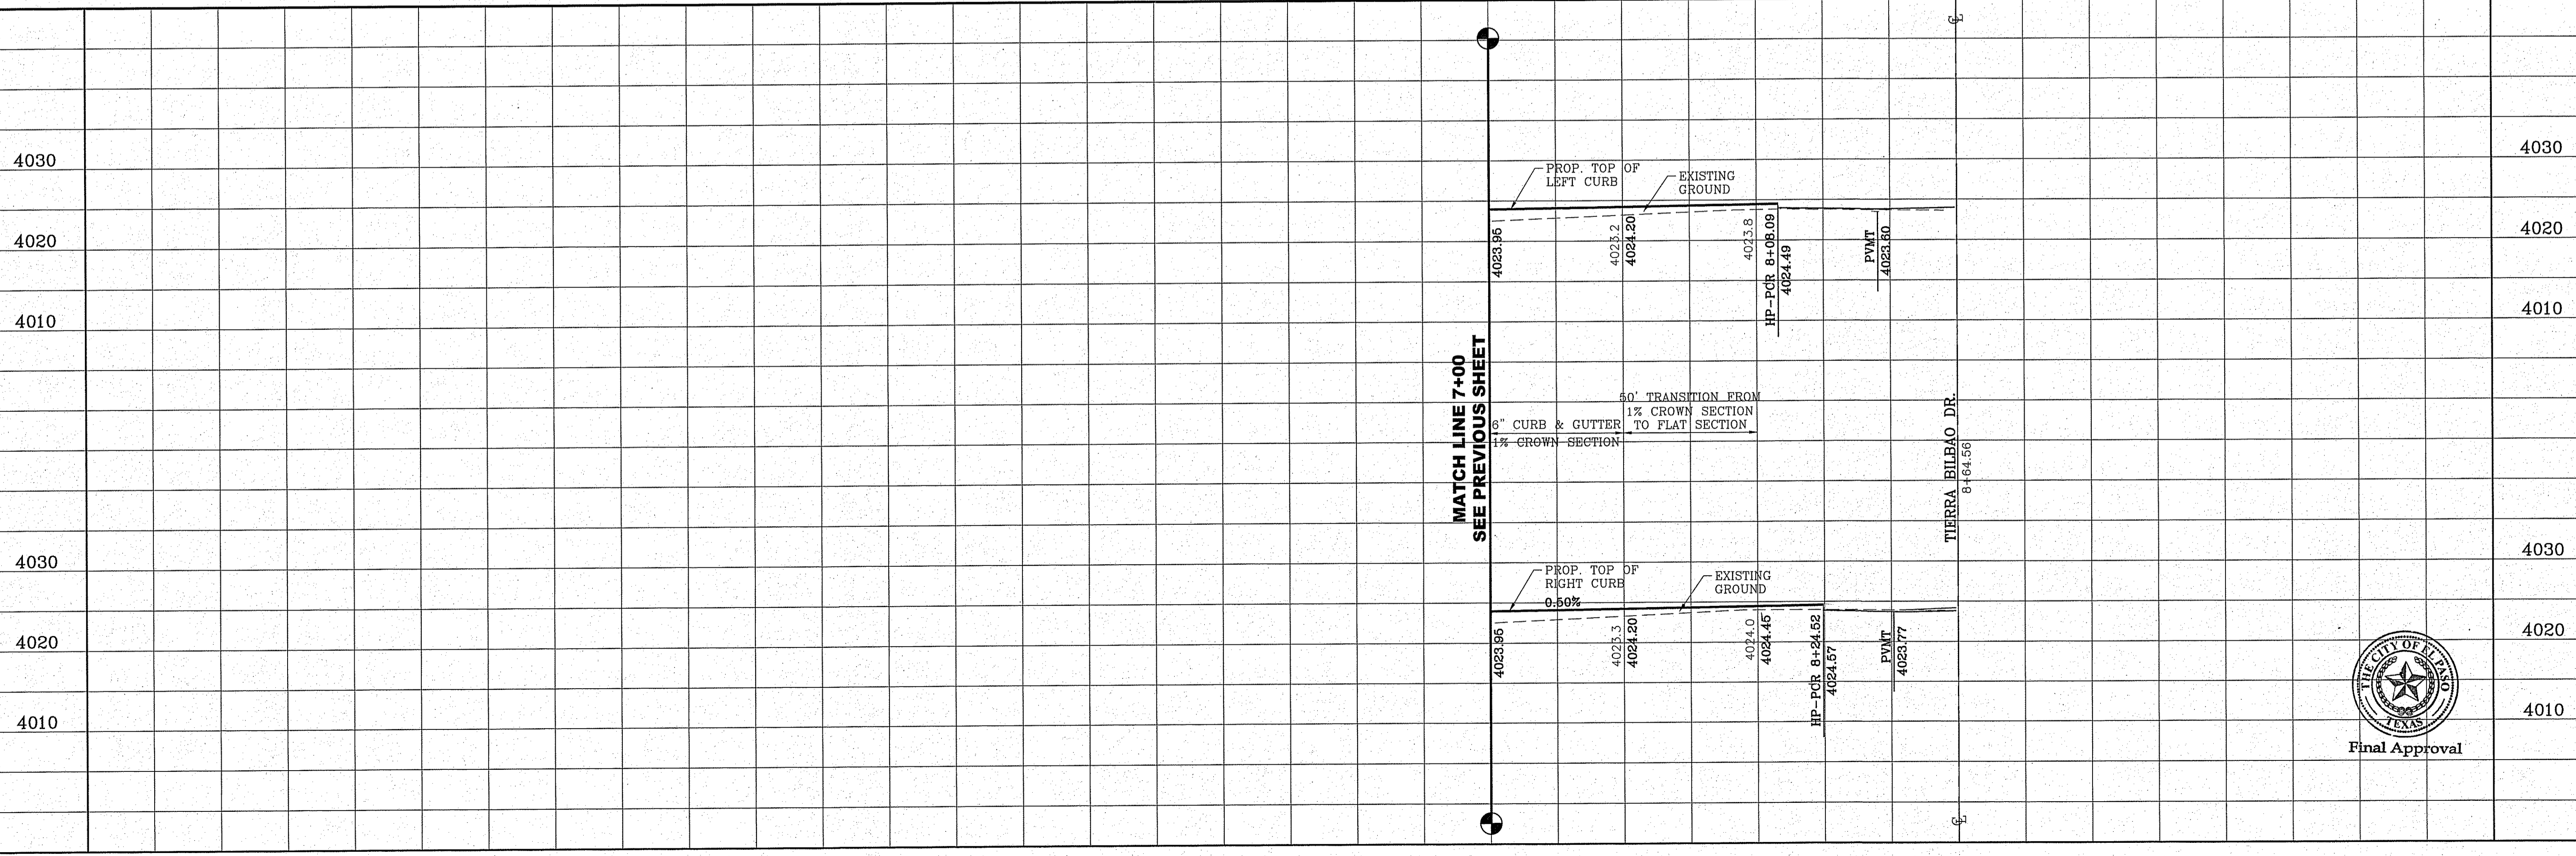 4030
4020
4010
4030
4020
4010
MATCH LINE 7+00
SEE PREVIOUS SHEET
PROP. TOP OF
LEFT CURB
EXISTING
GROUND
4023.95
4023.2
4024.20
4023.8
HP-PCR 8+08.09
4024.49
PVMT
4023.60
6" CURB & GUTTER
1% CROWN SECTION
50' TRANSITION FROM
1% CROWN SECTION
TO FLAT SECTION
TIERRA BILBAO DR.
8+64.56
PROP. TOP OF
RIGHT CURB
0.50%
EXISTING
GROUND
4023.95
4023.3
4024.20
4024.0
4024.45
HP-PCR 8+24.52
4024.57
PVMT
4023.77
℄
℄
4030
4020
4010
4030
4020
4010
THE CITY OF EL PASO
TEXAS
Final Approval